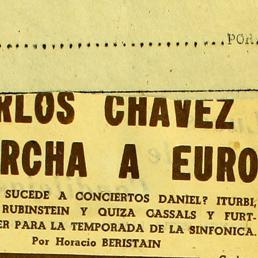 POR
RLOS CHAVEZ
RCHA A EURO
SUCEDE A CONCIERTOS DANIEL? ITURBI,
RUBINSTEIN Y QUIZA CASSALS Y FURT-
ER PARA LA TEMPORADA DE LA SINFONICA.
Por Horacio BERISTAIN